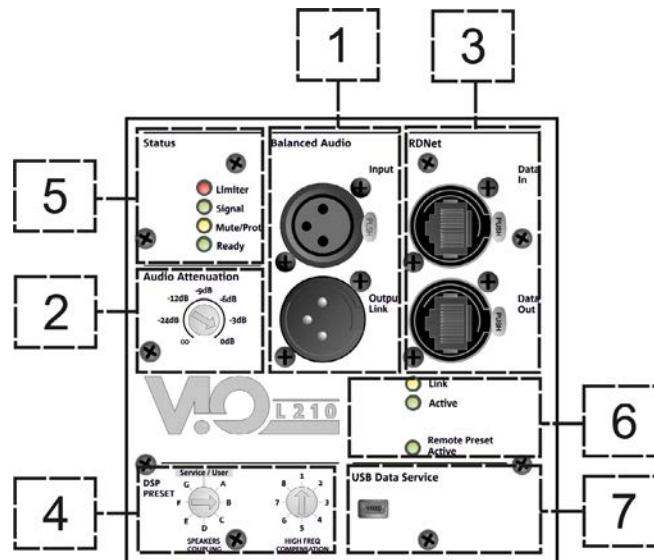 1
3
5
2
4
6
7
Status
Limiter
Signal
Mute/Prot
Ready
Balanced Audio
Input
PUSH
Output
Link
RDNet
Data
In
PUSH
Data
Out
PUSH
Audio Attenuation
-9dB
-12dB
-6dB
-24dB
-3dB
∞
0dB
VIO
L210
Link
Active
Remote Preset
Active
DSP
PRESET
Service / User
G
A
F
B
E
C
D
SPEAKERS
COUPLING
1
8
2
7
3
6
4
5
HIGH FREQ
COMPENSATION
USB Data Service